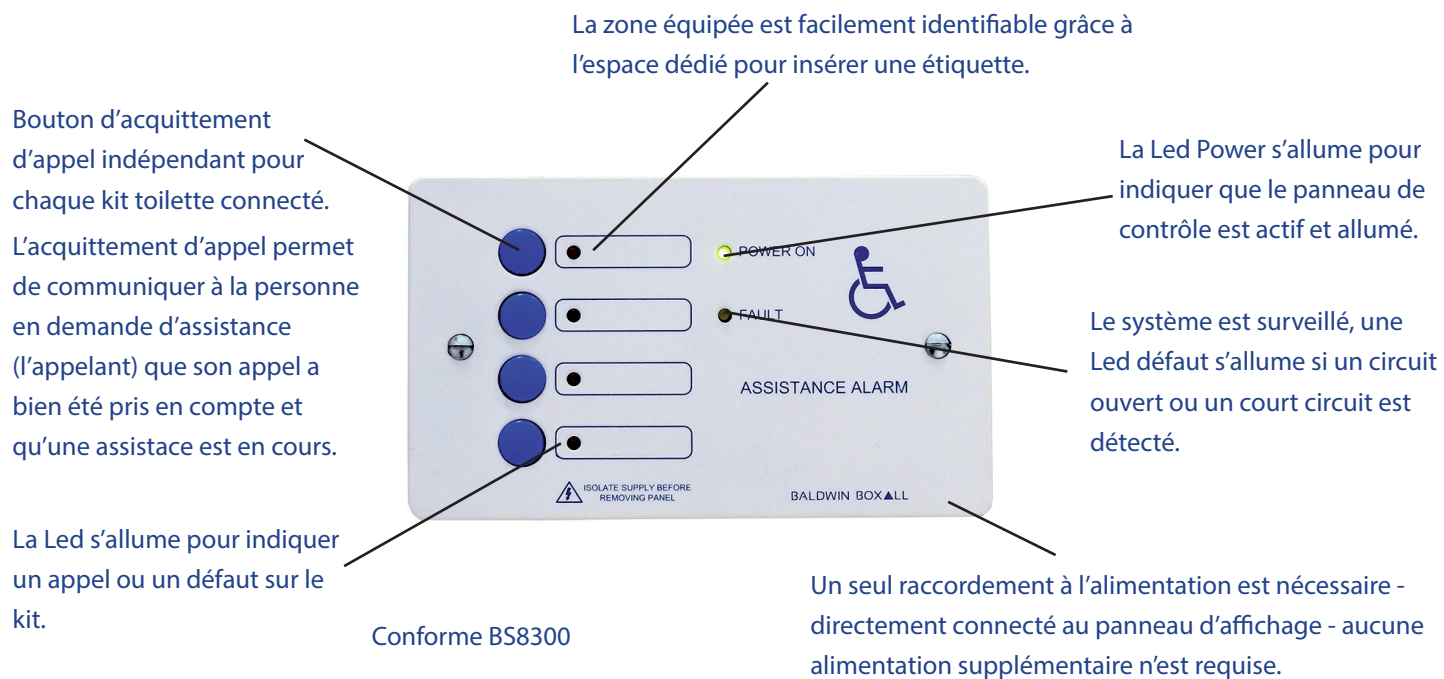 La zone équipée est facilement identifiable grâce à
l’espace dédié pour insérer une étiquette.
Bouton d’acquittement
d’appel indépendant pour
chaque kit toilette connecté.
L’acquittement d’appel permet
de communiquer à la personne
en demande d’assistance
(l’appelant) que son appel a
bien été pris en compte et
qu’une assistace est en cours.
La Led s’allume pour indiquer
un appel ou un défaut sur le
kit.
POWER ON
FAULT
ASSISTANCE ALARM
ISOLATE SUPPLY BEFORE
REMOVING PANEL
BALDWIN BOXALL
La Led Power s’allume pour
indiquer que le panneau de
contrôle est actif et allumé.
Le système est surveillé, une
Led défaut s’allume si un circuit
ouvert ou un court circuit est
détecté.
Conforme BS8300
Un seul raccordement à l’alimentation est nécessaire -
directement connecté au panneau d’affichage - aucune
alimentation supplémentaire n’est requise.